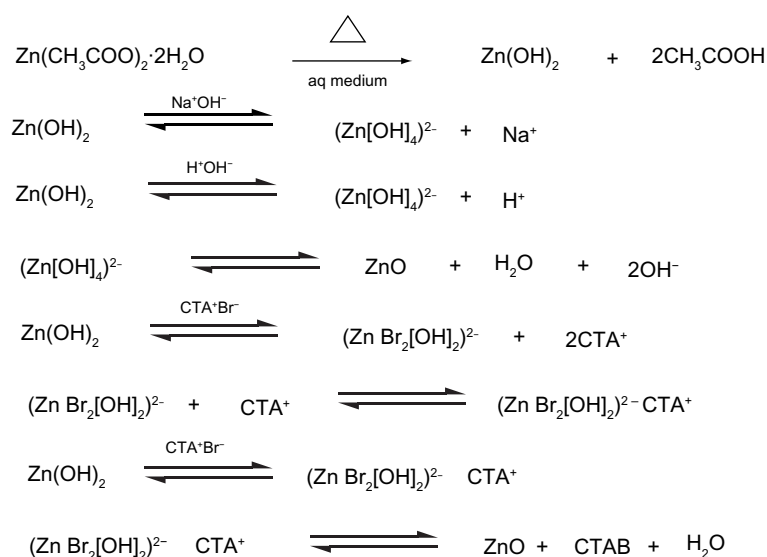 Zn(CH₃COO)₂·2H₂O aq medium Zn(OH)₂ + 2CH₃COOH
Zn(OH)₂ Na⁺OH⁻ (Zn[OH]₄)²⁻ + Na⁺
Zn(OH)₂ H⁺OH⁻ (Zn[OH]₄)²⁻ + H⁺
(Zn[OH]₄)²⁻ ZnO + H₂O + 2OH⁻
Zn(OH)₂ CTA⁺Br⁻ (Zn Br₂[OH]₂)²⁻ + 2CTA⁺
(Zn Br₂[OH]₂)²⁻ + CTA⁺ (Zn Br₂[OH]₂)²⁻ CTA⁺
Zn(OH)₂ CTA⁺Br⁻ (Zn Br₂[OH]₂)²⁻ CTA⁺
(Zn Br₂[OH]₂)²⁻ CTA⁺ ZnO + CTAB + H₂O